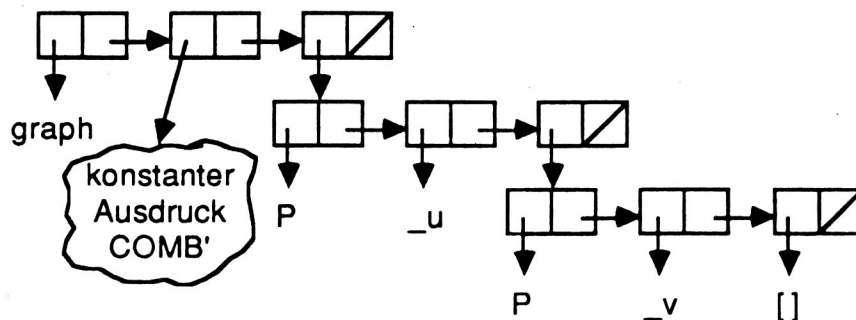 graph
konstanter
Ausdruck
COMB'
P
_u
P
_v
[]